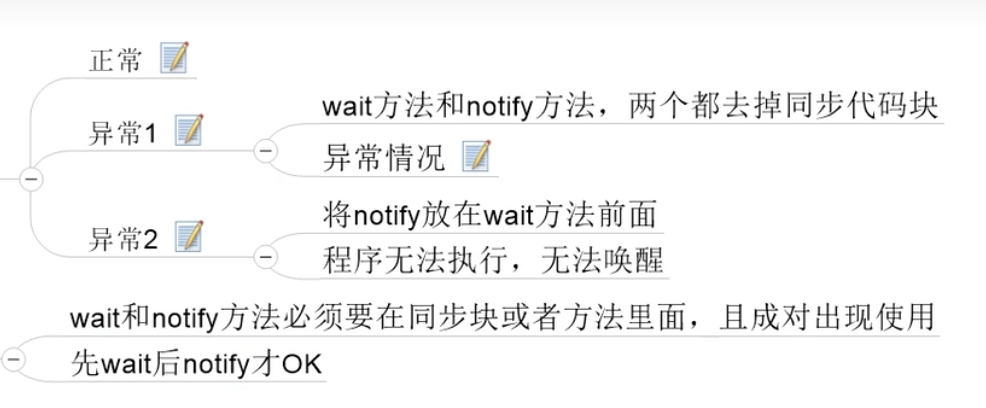 正常
异常1
wait方法和notify方法，两个都去掉同步代码块
异常情况
异常2
将notify放在wait方法前面
程序无法执行，无法唤醒
wait和notify方法必须要在同步块或者方法里面，且成对出现使用
先wait后notify才OK